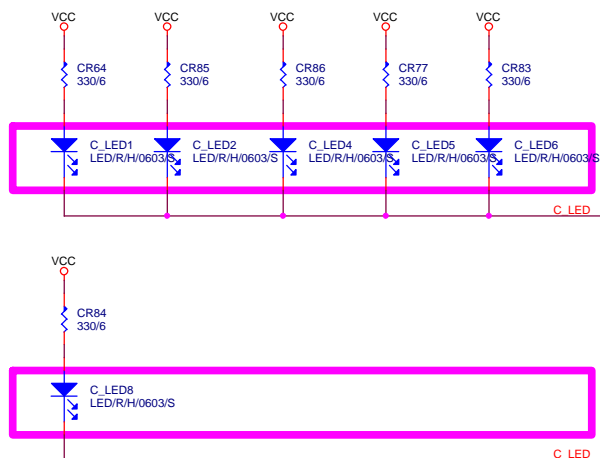 VCC VCC VCC VCC VCC
CR64 CR85 CR86 CR77 CR83
330/6 330/6 330/6 330/6 330/6
C_LED1 C_LED2 C_LED4 C_LED5 C_LED6
LED/R/H/0603/S LED/R/H/0603/S LED/R/H/0603/S LED/R/H/0603/S LED/R/H/0603/S
C_LED
VCC
CR84
330/6
C_LED8
LED/R/H/0603/S
C_LED